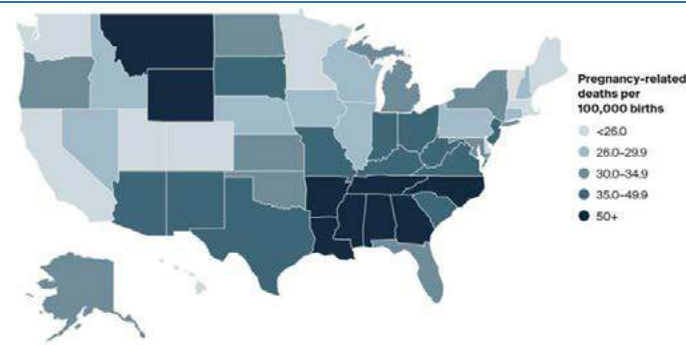 Pregnancy-related
deaths per
100,000 births
<26.0
26.0–29.9
30.0–34.9
35.0–49.9
50+